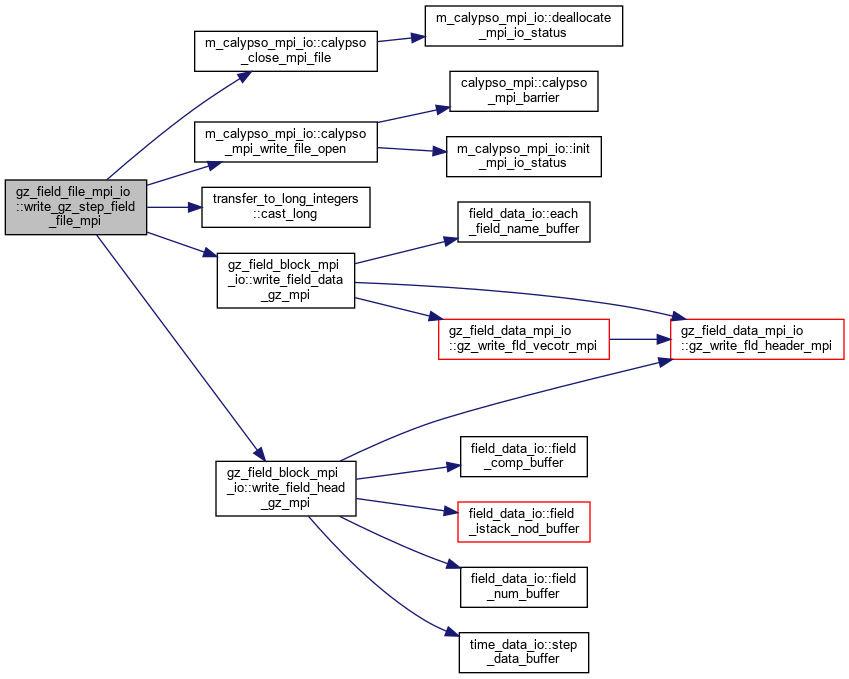 gz_field_file_mpi_io
::write_gz_step_field
_file_mpi
m_calypso_mpi_io::calypso
_close_mpi_file
m_calypso_mpi_io::deallocate
_mpi_io_status
m_calypso_mpi_io::calypso
_mpi_write_file_open
calypso_mpi::calypso
_mpi_barrier
m_calypso_mpi_io::init
_mpi_io_status
transfer_to_long_integers
::cast_long
gz_field_block_mpi
_io::write_field_data
_gz_mpi
field_data_io::each
_field_name_buffer
gz_field_data_mpi_io
::gz_write_fld_vecotr_mpi
gz_field_data_mpi_io
::gz_write_fld_header_mpi
gz_field_block_mpi
_io::write_field_head
_gz_mpi
field_data_io::field
_comp_buffer
field_data_io::field
_istack_nod_buffer
field_data_io::field
_num_buffer
time_data_io::step
_data_buffer